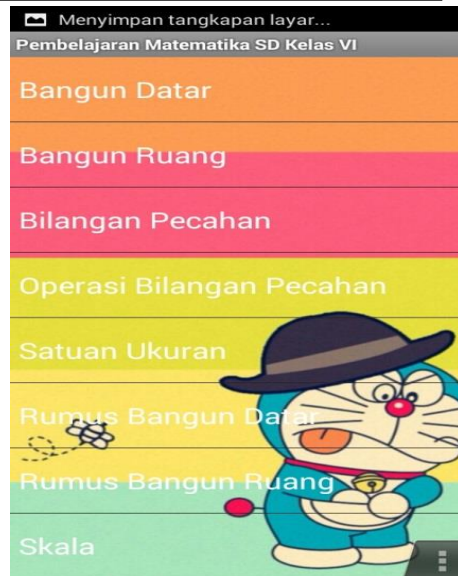 Menyimpan tangkapan layar...
Pembelajaran Matematika SD Kelas VI
Bangun Datar
Bangun Ruang
Bilangan Pecahan
Operasi Bilangan Pecahan
Satuan Ukuran
Rumus Bangun Datar
Rumus Bangun Ruang
Skala